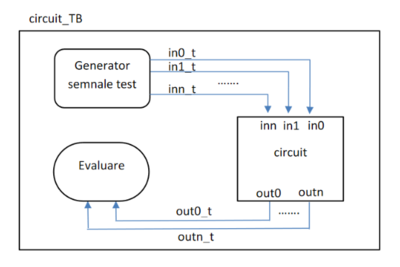 circuit_TB
Generator
semnale test
in0_t
in1_t
.......
inn_t
inn in1 in0
circuit
Evaluare
out0 outn
out0_t
.......
outn_t